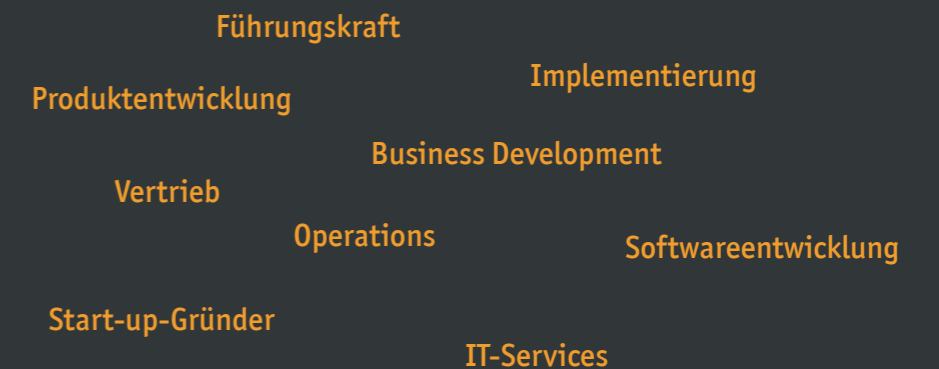 Führungskraft
Implementierung
Produktentwicklung
Business Development
Vertrieb
Operations
Softwareentwicklung
Start-up-Gründer
IT-Services